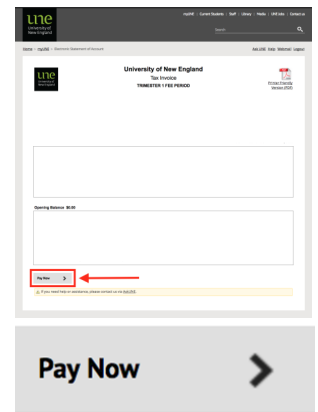 une
University of
New England
myUNE | Current Students | Staff | Library | Media | UNE Jobs | Contact us
Search
Home > myUNE > Electronic Statement of Account
AskUNE Help Webmail Logout
une
University of
New England
University of New England
Tax Invoice
TRIMESTER 1 FEE PERIOD
Printer Friendly
Version (PDF)
Opening Balance $0.00
Pay Now
If you need help or assistance, please contact us via AskUNE.
Pay Now